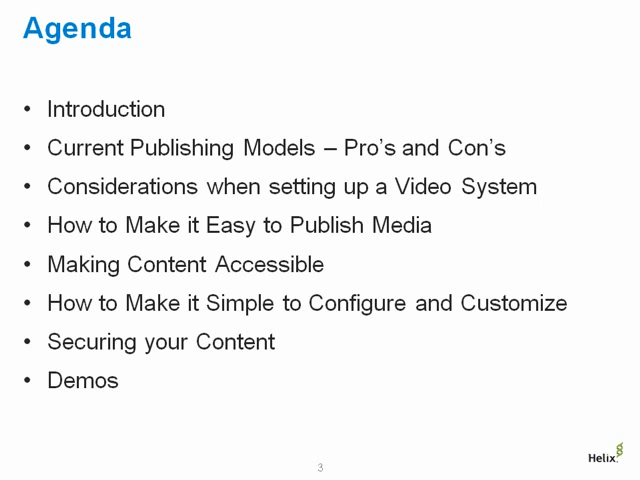 Agenda
• Introduction
• Current Publishing Models – Pro's and Con's
• Considerations when setting up a Video System
• How to Make it Easy to Publish Media
• Making Content Accessible
• How to Make it Simple to Configure and Customize
• Securing your Content
• Demos
Helix
3